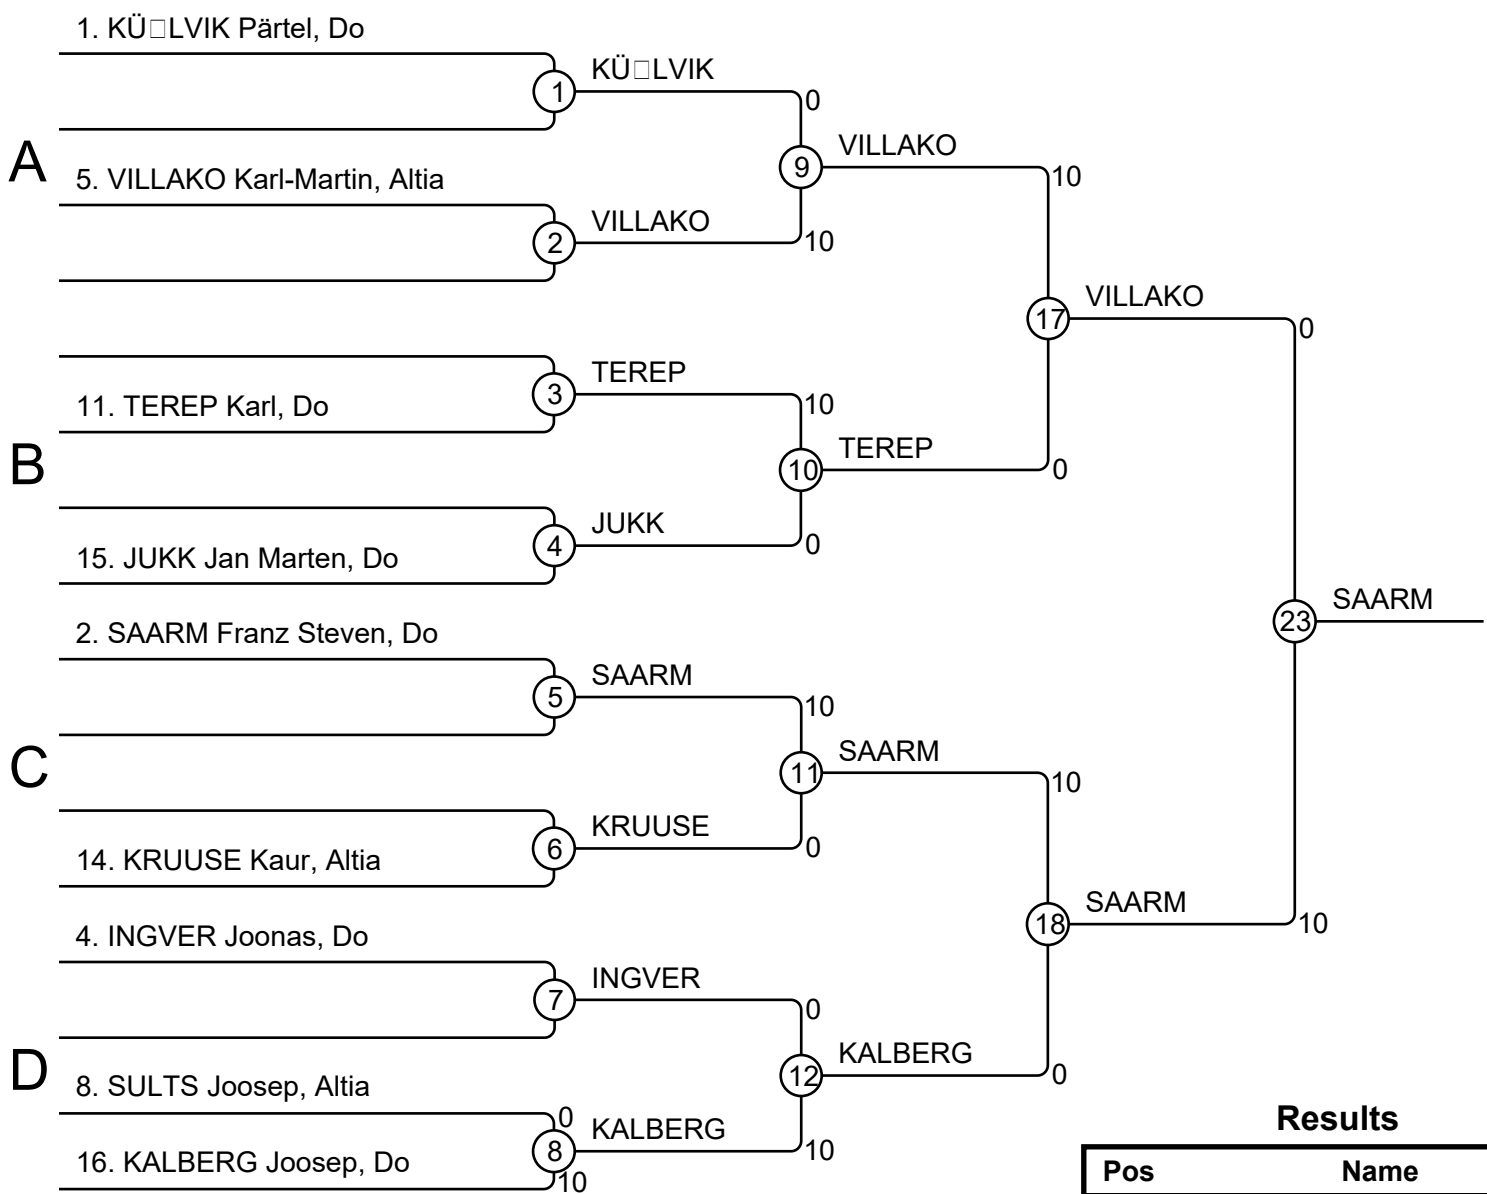 1. KÜ□LVIK Pärtel, Do
KÜ□LVIK
1
0
VILLAKO
9
A
5. VILLAKO Karl-Martin, Altia
10
VILLAKO
2
10
VILLAKO
17
0
TEREP
3
10
11. TEREP Karl, Do
TEREP
B
10
0
JUKK
4
0
15. JUKK Jan Marten, Do
SAARM
23
2. SAARM Franz Steven, Do
SAARM
5
10
SAARM
C
11
10
KRUUSE
6
0
14. KRUUSE Kaur, Altia
SAARM
18
10
4. INGVER Joonas, Do
INGVER
7
0
KALBERG
D
12
0
8. SULTS Joosep, Altia
0
KALBERG
8
10
16. KALBERG Joosep, Do
10
Results
Pos Name